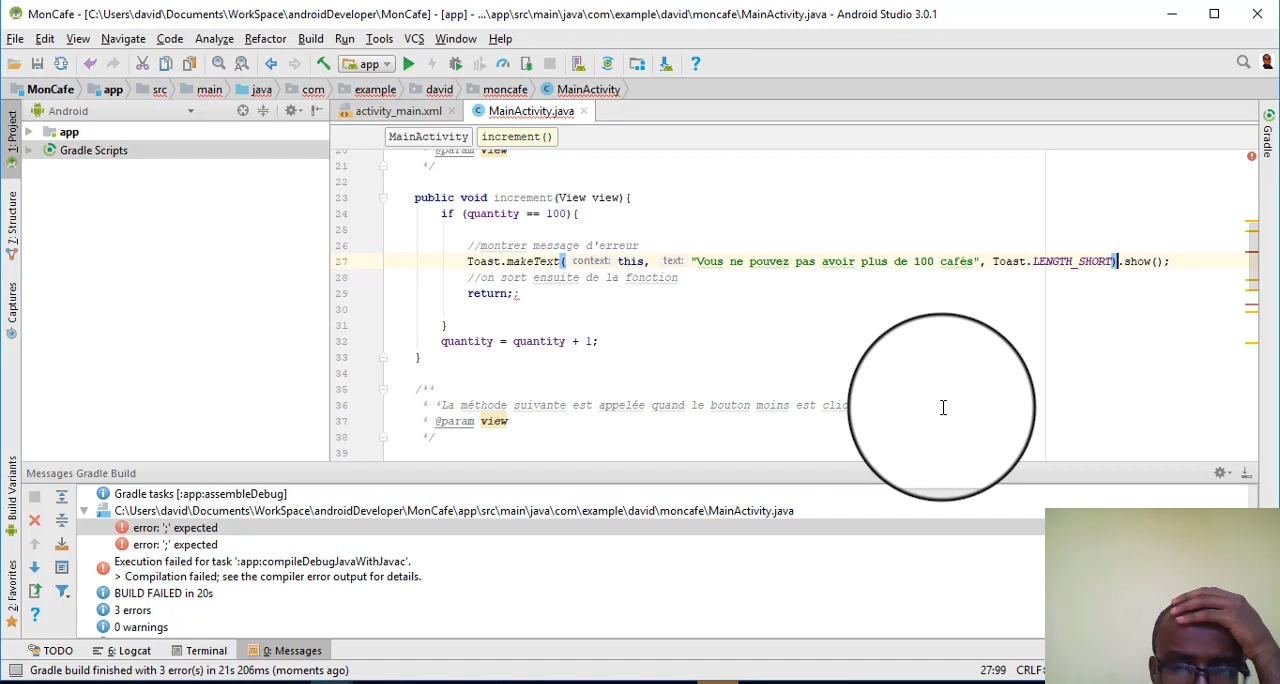 MonCafe - [C:\Users\david\Documents\WorkSpace\androidDeveloper\MonCafe] - [app] - ...\app\src\main\java\com\example\david\moncafe\MainActivity.java - Android Studio 3.0.1
File Edit View Navigate Code Analyze Refactor Build Run Tools VCS Window Help
app
MonCafe app src main java com example david moncafe MainActivity
1: Project
Android
activity_main.xml
MainActivity.java
Gradle
app
MainActivity increment()
Gradle Scripts
* @param view
21 */
22
23 public void increment(View view){
24 if (quantity == 100){
25
26 //montrer message d'erreur
27 Toast.makeText( context: this, text: "Vous ne pouvez pas avoir plus de 100 cafés", Toast.LENGTH_SHORT).show();
28 //on sort ensuite de la fonction
29 return;;
30
31 }
32 quantity = quantity + 1;
33 }
34
35 /**
36 * *La méthode suivante est appelée quand le bouton moins est clic
37 * @param view
38 */
39
7: Structure
Captures
Build Variants
2: Favorites
Messages Gradle Build
Gradle tasks [:app:assembleDebug]
C:\Users\david\Documents\WorkSpace\androidDeveloper\MonCafe\app\src\main\java\com\example\david\moncafe\MainActivity.java
error: ';' expected
error: ';' expected
Execution failed for task ':app:compileDebugJavaWithJavac'.
> Compilation failed; see the compiler error output for details.
BUILD FAILED in 20s
3 errors
0 warnings
TODO 6: Logcat Terminal 0: Messages
Gradle build finished with 3 error(s) in 21s 206ms (moments ago)
27:99 CRLF: